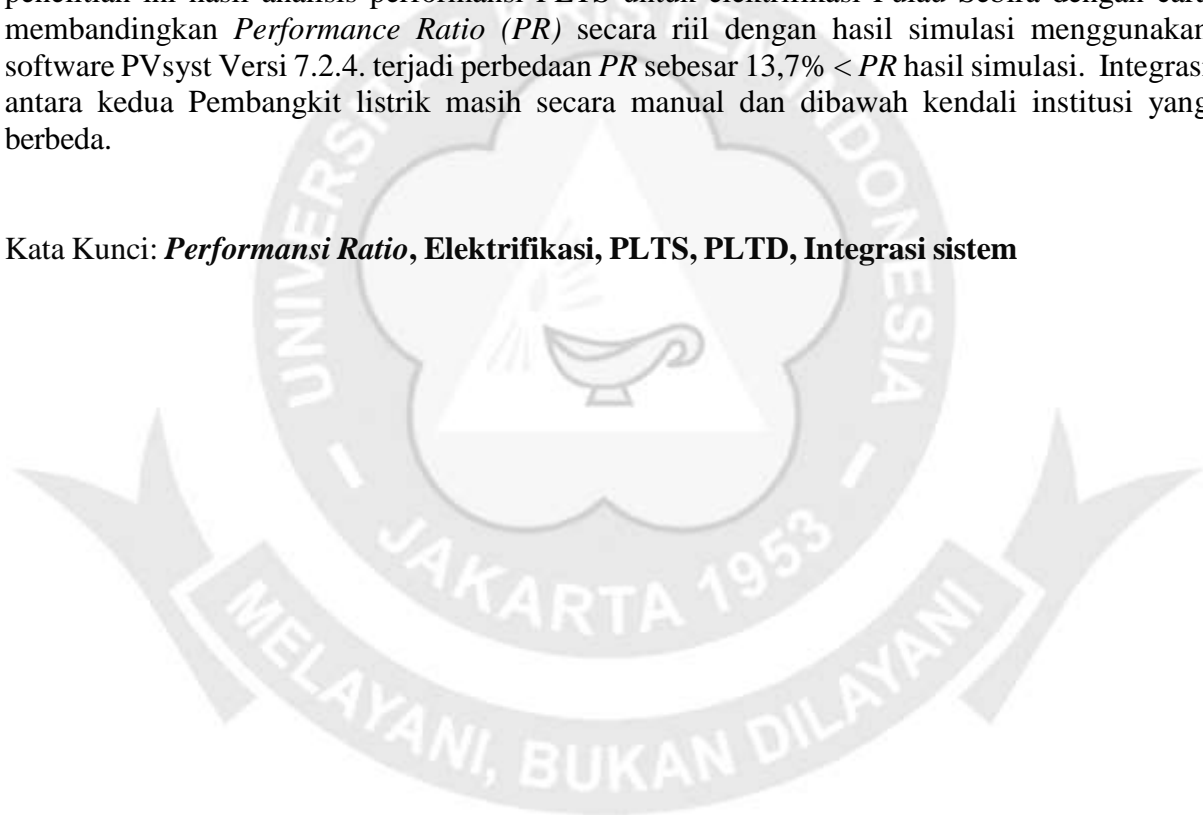 penelitian ini hasil analisis performansi PLTS untuk elektrifikasi Pulau Sebira dengan cara
membandingkan Performance Ratio (PR) secara riil dengan hasil simulasi menggunakan
software PVsyst Versi 7.2.4. terjadi perbedaan PR sebesar 13,7% < PR hasil simulasi. Integrasi
antara kedua Pembangkit listrik masih secara manual dan dibawah kendali institusi yang
berbeda.
Kata Kunci: Performansi Ratio, Elektrifikasi, PLTS, PLTD, Integrasi sistem
JAKARTA 1953
MELAYANI, BUKAN DILAYANI